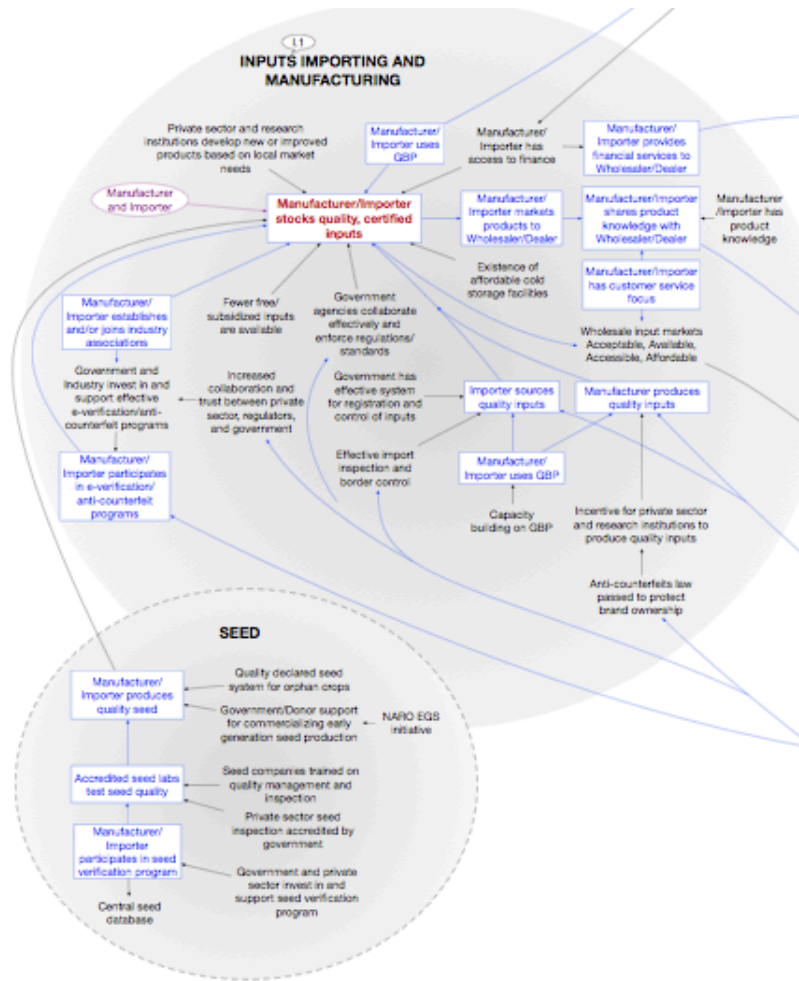 I.1
INPUTS IMPORTING AND
MANUFACTURING
Private sector and research
institutions develop new or improved
products based on local market
needs
Manufacturer/
Importer uses
GBP
Manufacturer/
Importer has
access to finance
Manufacturer/
Importer provides
financial services to
Wholesaler/Dealer
Manufacturer
and Importer
Manufacturer/Importer
stocks quality, certified
inputs
Manufacturer/
Importer markets
products to
Wholesaler/Dealer
Manufacturer/Importer
shares product
knowledge with
Wholesaler/Dealer
Manufacturer
/Importer has
product
knowledge
Existence of
affordable cold
storage facilities
Manufacturer/Importer
has customer service
focus
Manufacturer/
Importer establishes
and/or joins industry
associations
Fewer free/
subsidized inputs
are available
Government
agencies collaborate
effectively and
enforce regulations/
standards
Wholesale input markets
Acceptable, Available,
Accessible, Affordable
Government and
Industry invest in and
support effective
e-verification/anti-
counterfeit programs
Increased
collaboration and
trust between private
sector, regulators,
and government
Government has
effective system
for registration and
control of inputs
Importer sources
quality inputs
Manufacturer produces
quality inputs
Manufacturer/
Importer participates
in e-verification/
anti-counterfeit
programs
Effective import
inspection and
border control
Manufacturer/
Importer uses GBP
Capacity
building on GBP
Incentive for private sector
and research institutions to
produce quality inputs
Anti-counterfeits law
passed to protect
brand ownership
SEED
Manufacturer/
Importer produces
quality seed
Quality declared seed
system for orphan crops
Government/Donor support
for commercializing early
generation seed production
NARO EGS
initiative
Accredited seed labs
test seed quality
Seed companies trained on
quality management and
inspection
Private sector seed
inspection accredited by
government
Manufacturer/
Importer
participates in seed
verification program
Government and private
sector invest in and
support seed verification
program
Central seed
database